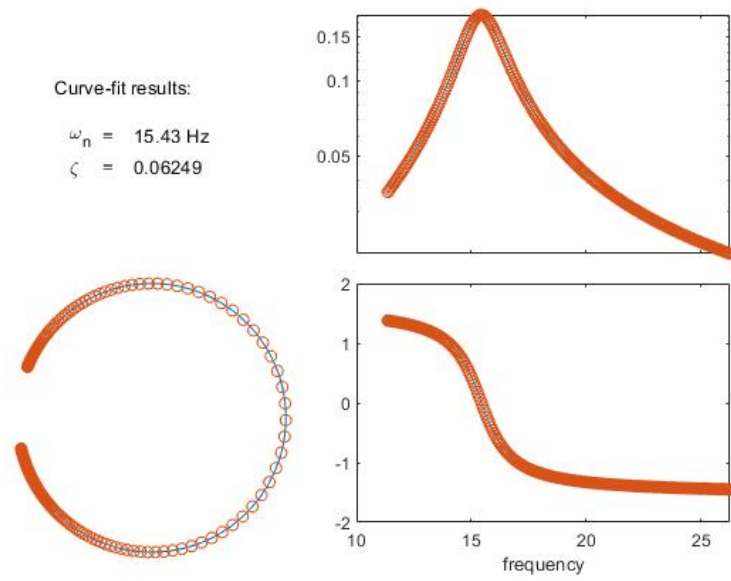 Curve-fit results:
ωn = 15.43 Hz
ζ = 0.06249
0.15
0.1
0.05
2
1
0
-1
-2
10 15 20 25
frequency